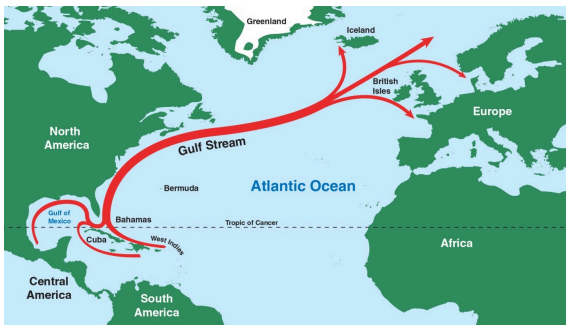 Greenland
Iceland
British
Isles
Europe
North
America
Gulf Stream
Atlantic Ocean
Bermuda
Gulf of
Mexico
Bahamas
Tropic of Cancer
Cuba
West Indies
Africa
Central
America
South
America